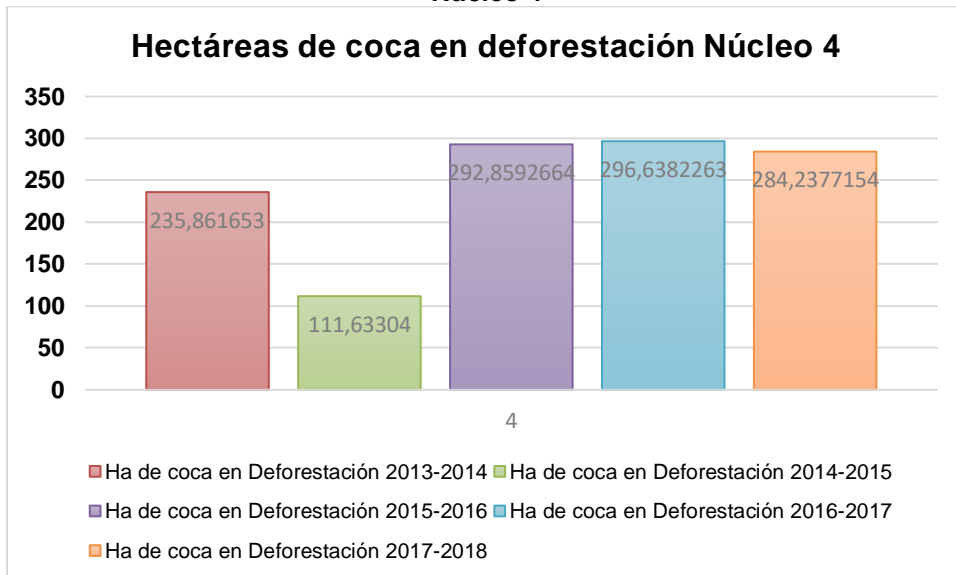 Hectáreas de coca en deforestación Núcleo 4
350
300
250
200
150
100
50
0
235,861653
111,63304
292,8592664
296,6382263
284,2377154
4
Ha de coca en Deforestación 2013-2014
Ha de coca en Deforestación 2014-2015
Ha de coca en Deforestación 2015-2016
Ha de coca en Deforestación 2016-2017
Ha de coca en Deforestación 2017-2018